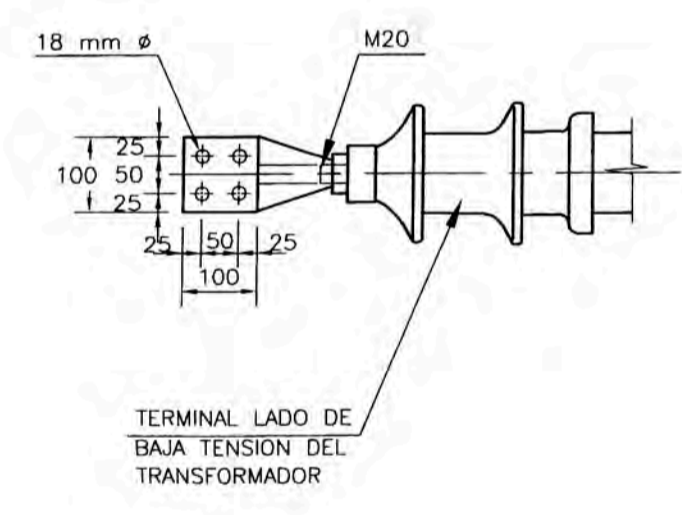 18 mm ø
M20
25
100 50
25
25 50 25
100
TERMINAL LADO DE
BAJA TENSION DEL
TRANSFORMADOR